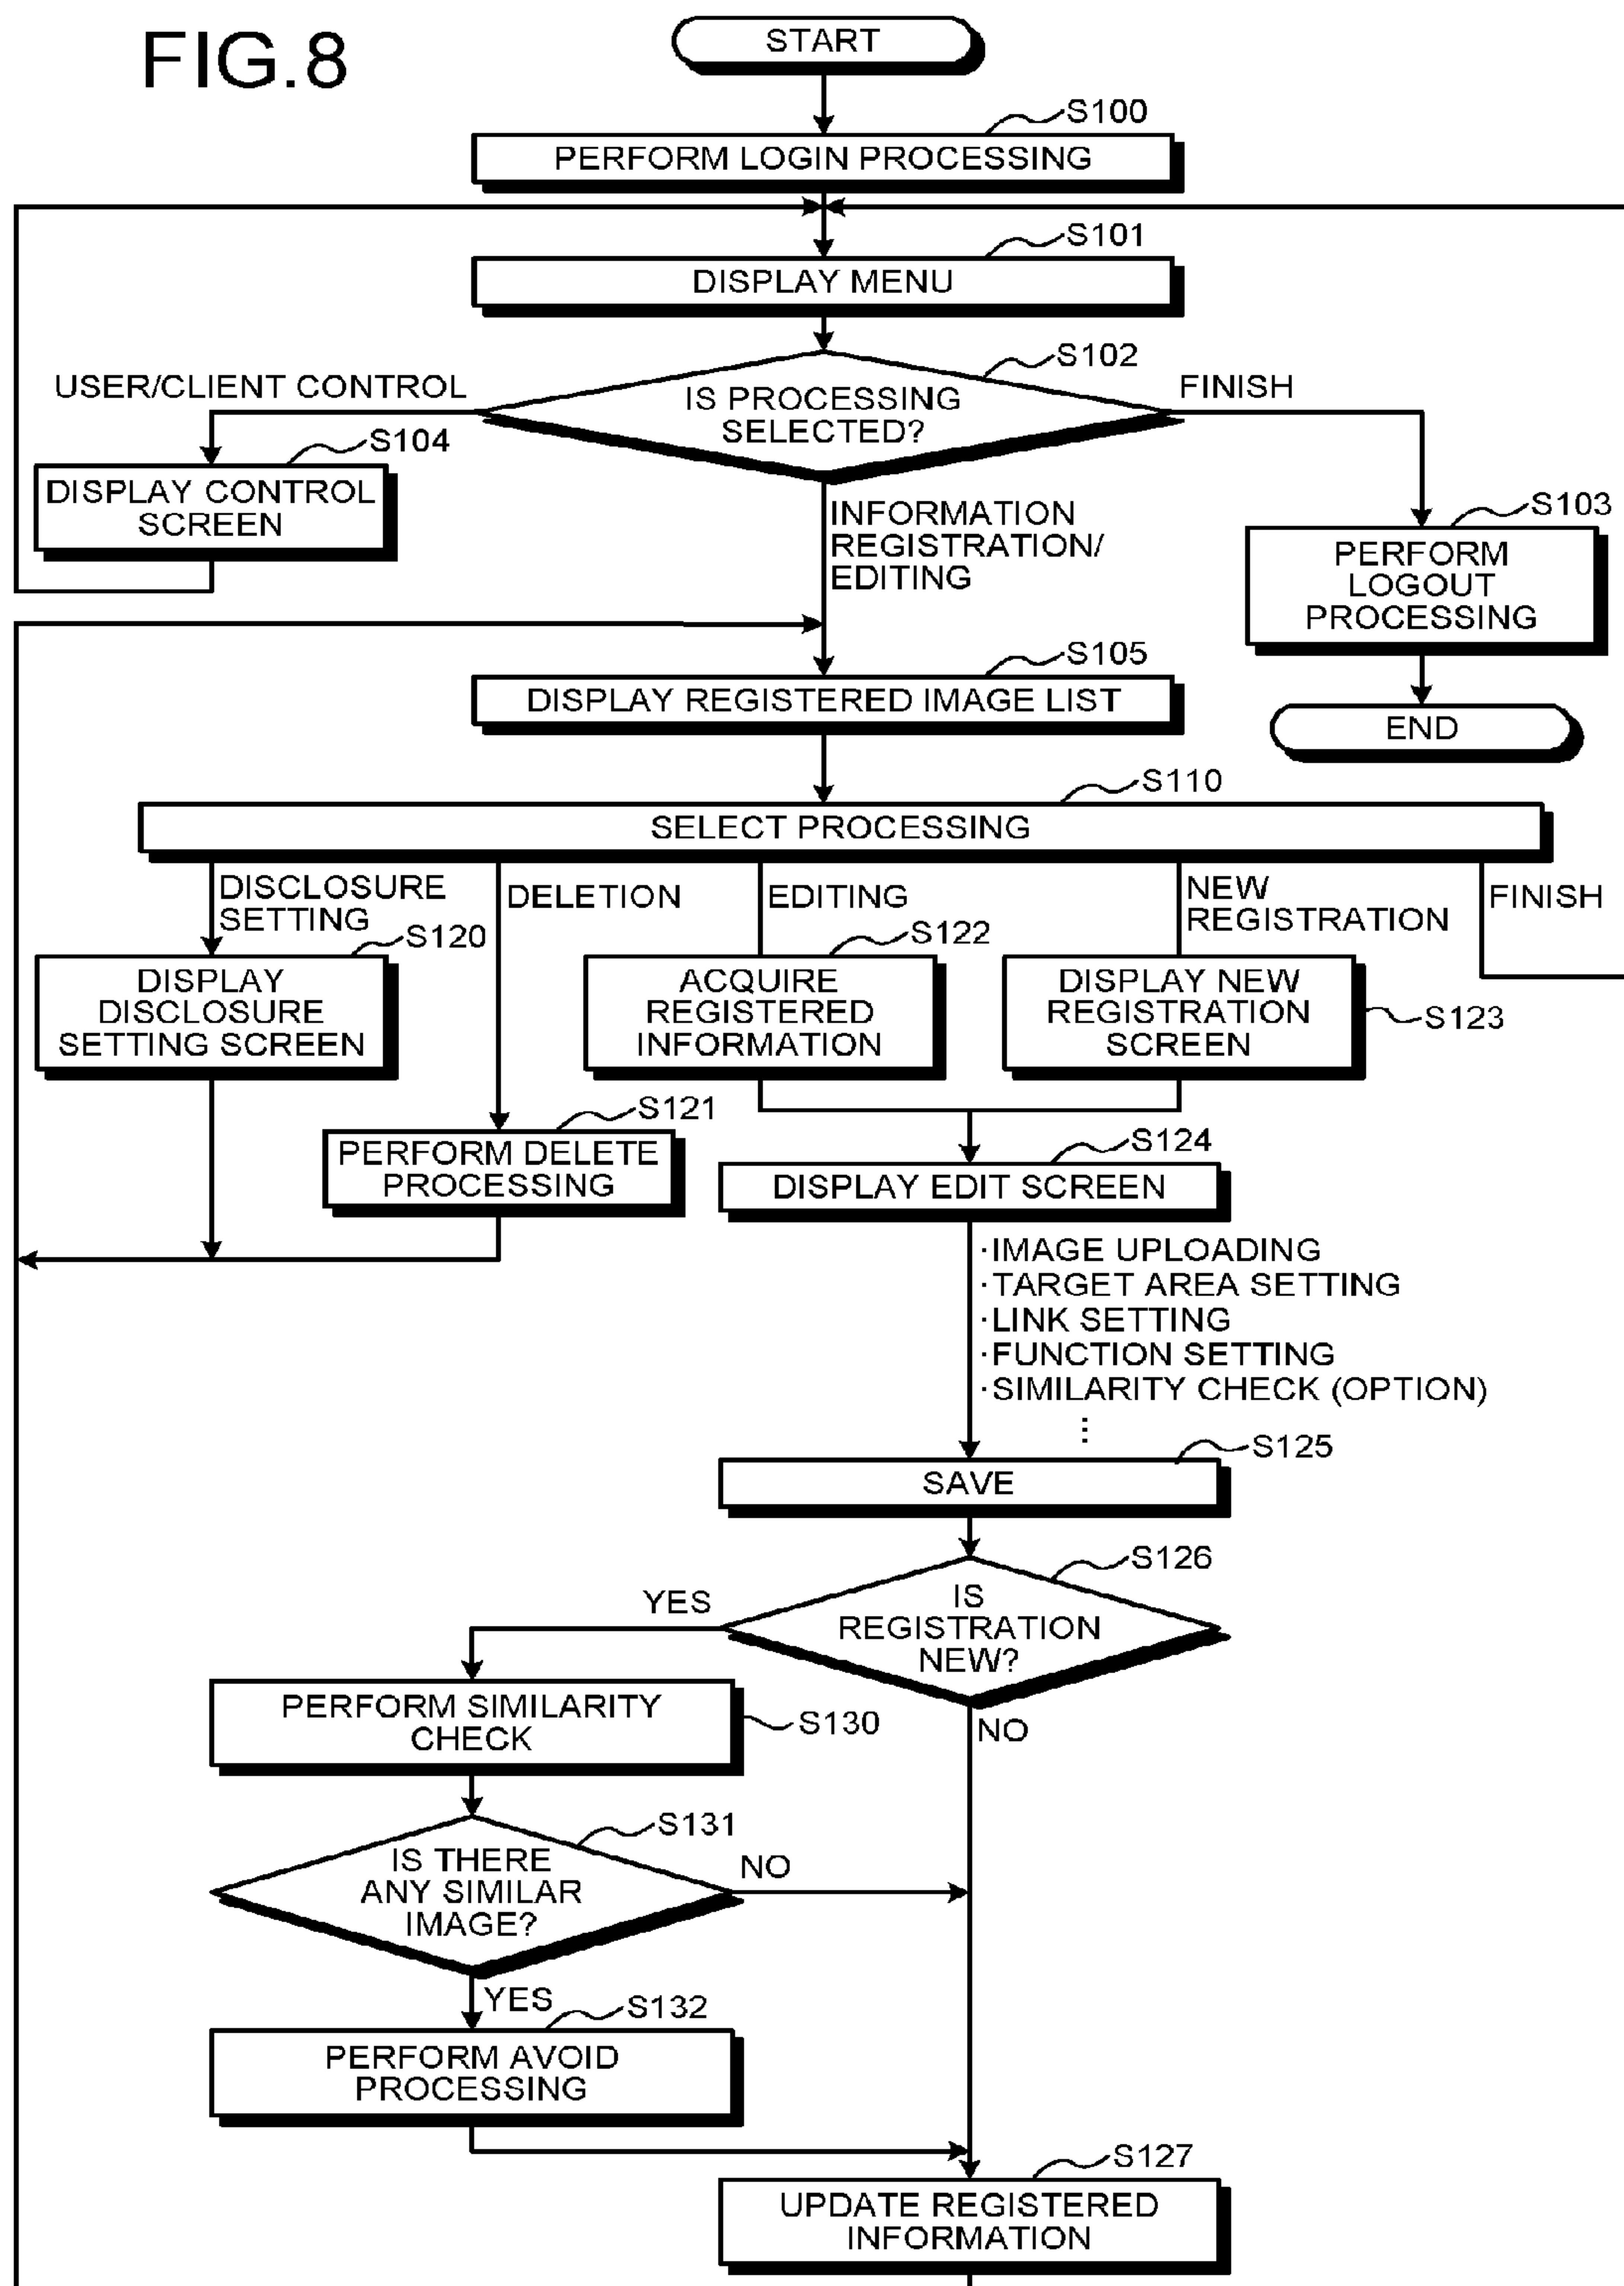 FIG.8
START
S100
PERFORM LOGIN PROCESSING
S101
DISPLAY MENU
S102
USER/CLIENT CONTROL
IS PROCESSING
SELECTED?
FINISH
S104
DISPLAY CONTROL
SCREEN
INFORMATION
REGISTRATION/
EDITING
S103
PERFORM
LOGOUT
PROCESSING
END
S105
DISPLAY REGISTERED IMAGE LIST
S110
SELECT PROCESSING
DISCLOSURE
SETTING
DELETION
EDITING
NEW
REGISTRATION
FINISH
S120
DISPLAY
DISCLOSURE
SETTING SCREEN
S122
ACQUIRE
REGISTERED
INFORMATION
DISPLAY NEW
REGISTRATION
SCREEN
S123
S121
PERFORM DELETE
PROCESSING
S124
DISPLAY EDIT SCREEN
·IMAGE UPLOADING
·TARGET AREA SETTING
·LINK SETTING
·FUNCTION SETTING
·SIMILARITY CHECK (OPTION)
⋮
S125
SAVE
S126
IS
REGISTRATION
NEW?
YES
NO
PERFORM SIMILARITY
CHECK
S130
S131
IS THERE
ANY SIMILAR
IMAGE?
NO
YES
S132
PERFORM AVOID
PROCESSING
S127
UPDATE REGISTERED
INFORMATION